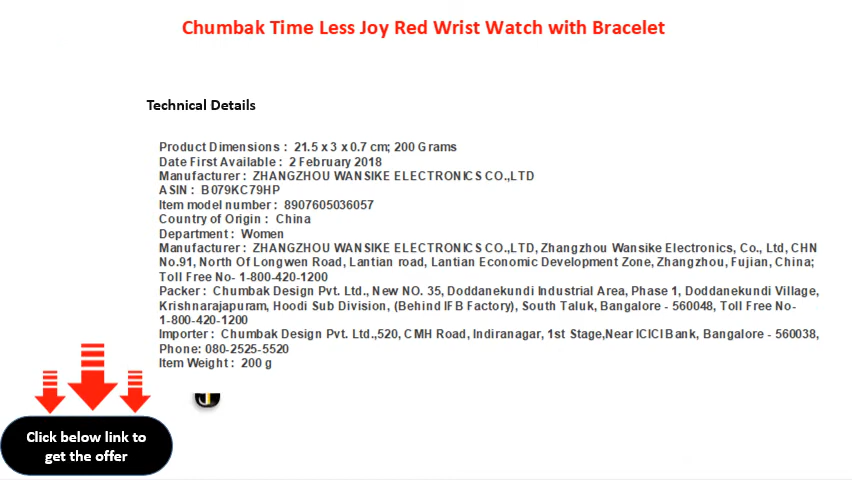 Chumbak Time Less Joy Red Wrist Watch with Bracelet
Technical Details
Product Dimensions : 21.5 x 3 x 0.7 cm; 200 Grams
Date First Available : 2 February 2018
Manufacturer : ZHANGZHOU WANSIKE ELECTRONICS CO.,LTD
ASIN : B079KC79HP
Item model number : 8907605036057
Country of Origin : China
Department : Women
Manufacturer : ZHANGZHOU WANSIKE ELECTRONICS CO.,LTD, Zhangzhou Wansike Electronics, Co., Ltd, CHN
No.91, North Of Longwen Road, Lantian road, Lantian Economic Development Zone, Zhangzhou, Fujian, China;
Toll Free No- 1-800-420-1200
Packer : Chumbak Design Pvt. Ltd., New NO. 35, Doddanekundi Industrial Area, Phase 1, Doddanekundi Village,
Krishnarajapuram, Hoodi Sub Division, (Behind IFB Factory), South Taluk, Bangalore - 560048, Toll Free No-
1-800-420-1200
Importer : Chumbak Design Pvt. Ltd.,520, CMH Road, Indiranagar, 1st Stage,Near ICICI Bank, Bangalore - 560038,
Phone: 080-2525-5520
Item Weight : 200 g
Click below link to
get the offer